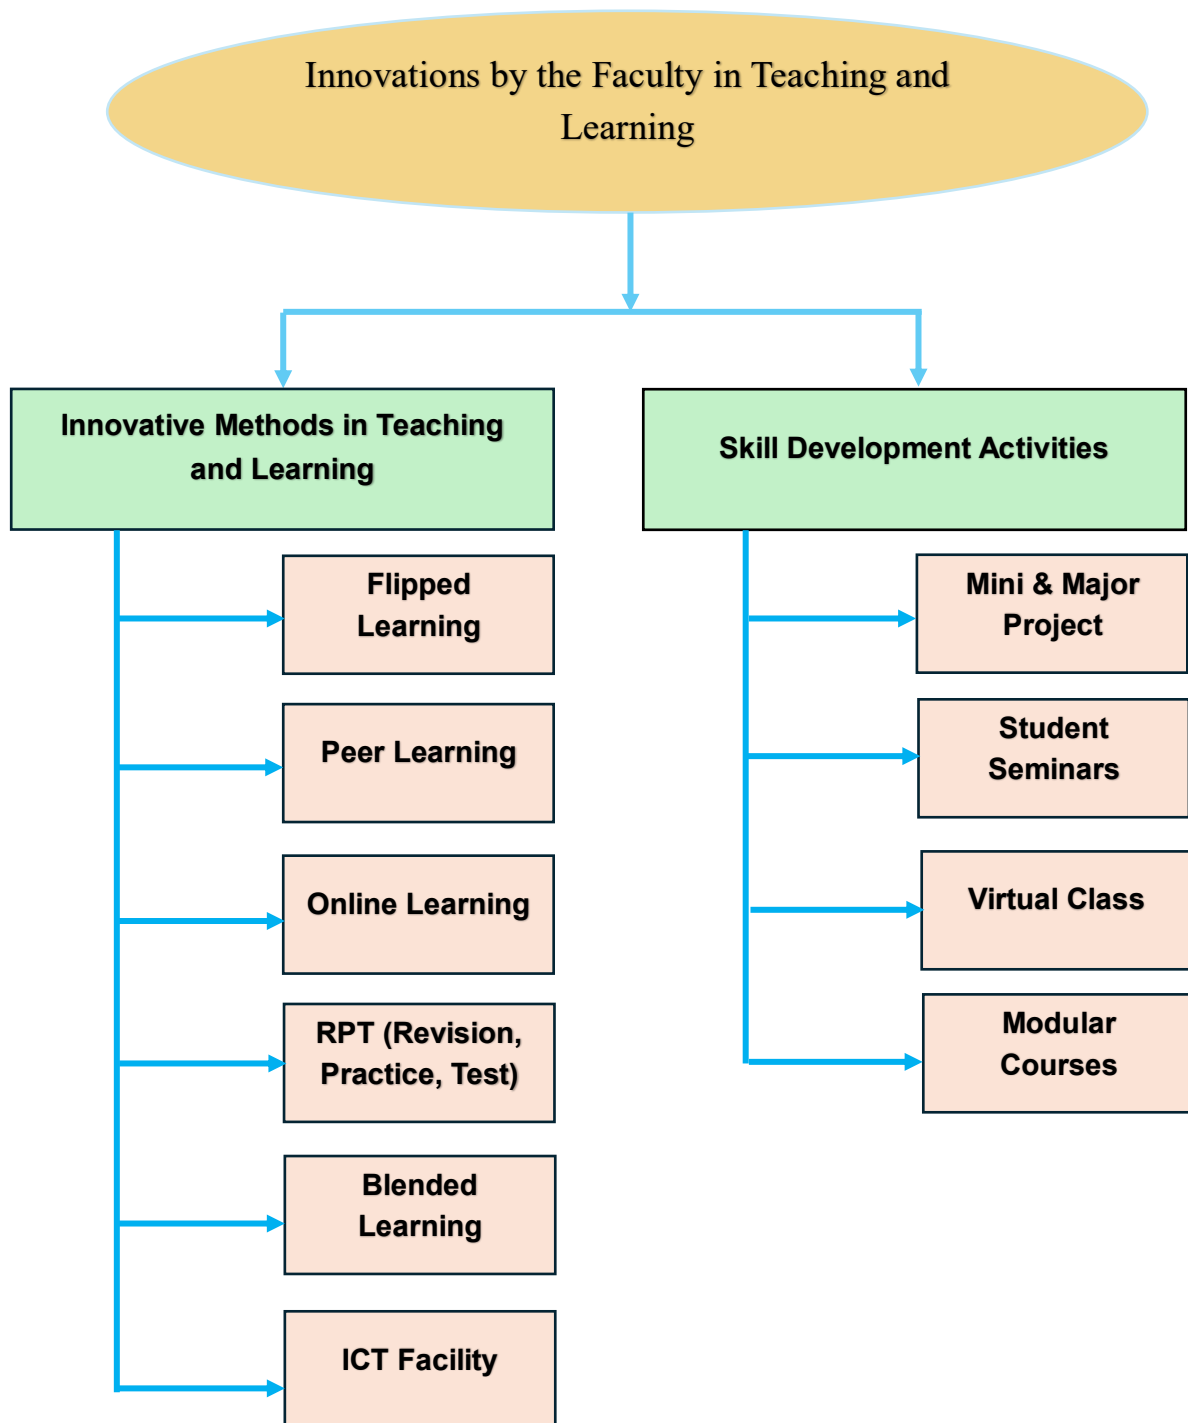 Innovations by the Faculty in Teaching and
Learning
Innovative Methods in Teaching
and Learning
Flipped
Learning
Peer Learning
Online Learning
RPT (Revision,
Practice, Test)
Blended
Learning
ICT Facility
Skill Development Activities
Mini & Major
Project
Student
Seminars
Virtual Class
Modular
Courses